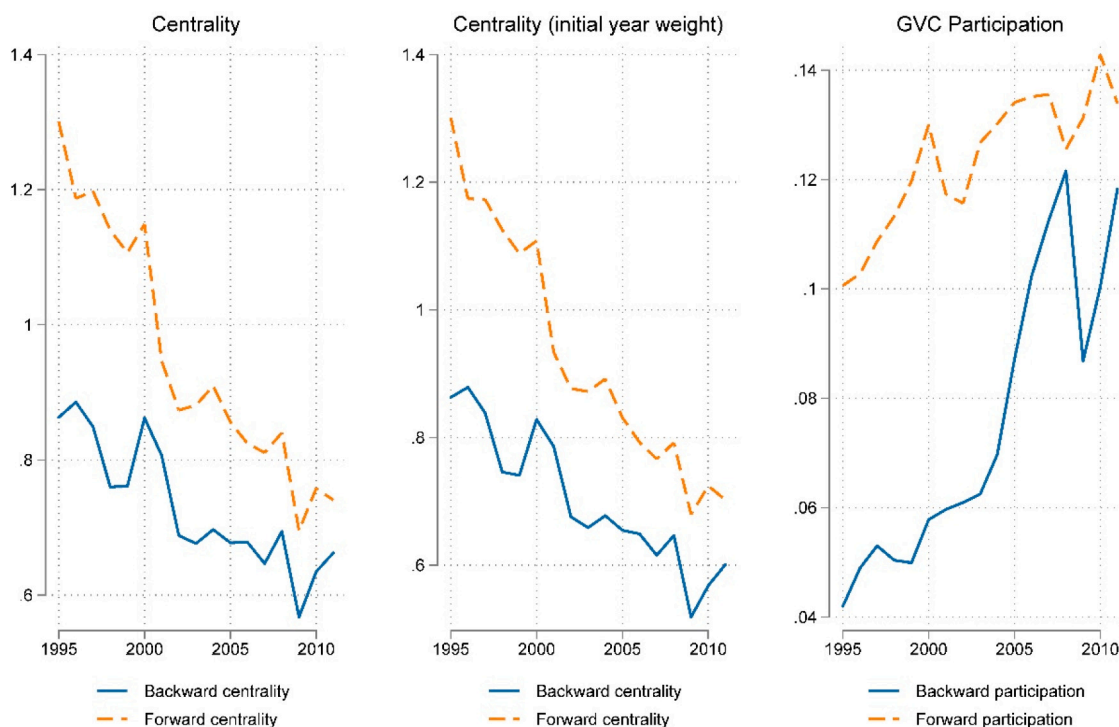 Centrality
1.4
1.2
1
.8
.6
1995 2000 2005 2010
Backward centrality
Forward centrality
Centrality (initial year weight)
1.4
1.2
1
.8
.6
1995 2000 2005 2010
Backward centrality
Forward centrality
GVC Participation
.14
.12
.1
.08
.06
.04
1995 2000 2005 2010
Backward participation
Forward participation